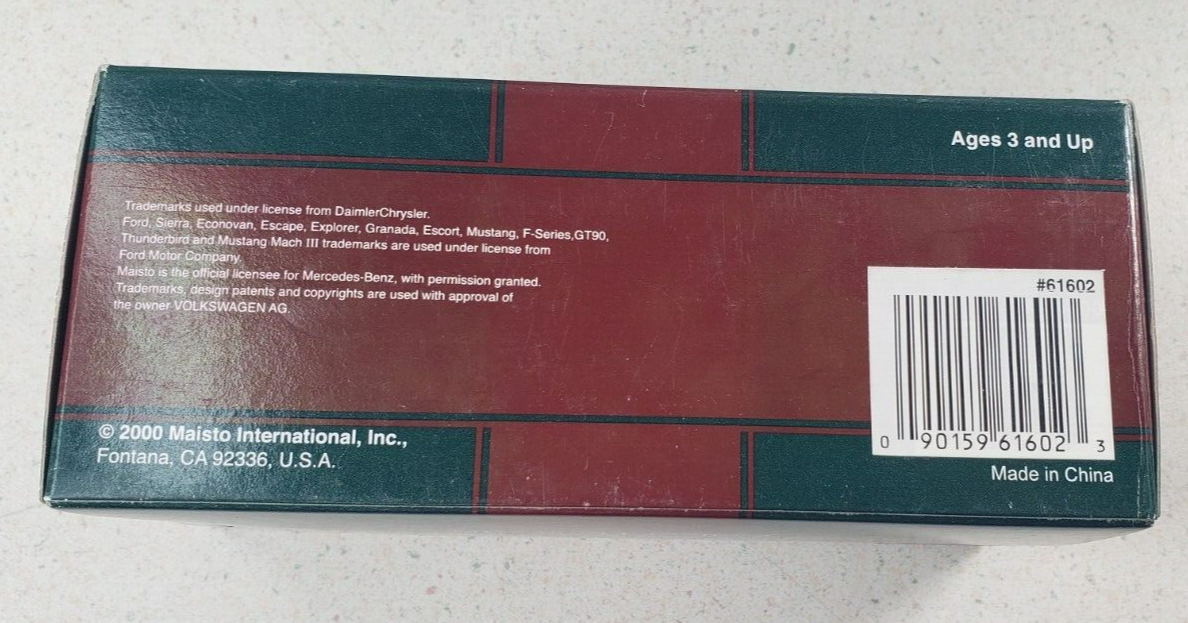 Ages 3 and Up
Trademarks used under license from DaimlerChrysler.
Ford, Sierra, Econovan, Escape, Explorer, Granada, Escort, Mustang, F-Series,GT90,
Thunderbird and Mustang Mach III trademarks are used under license from
Ford Motor Company.
Maisto is the official licensee for Mercedes-Benz, with permission granted.
Trademarks, design patents and copyrights are used with approval of
the owner VOLKSWAGEN AG.
#61602
0 90159 61602 3
© 2000 Maisto International, Inc.,
Fontana, CA 92336, U.S.A.
Made in China